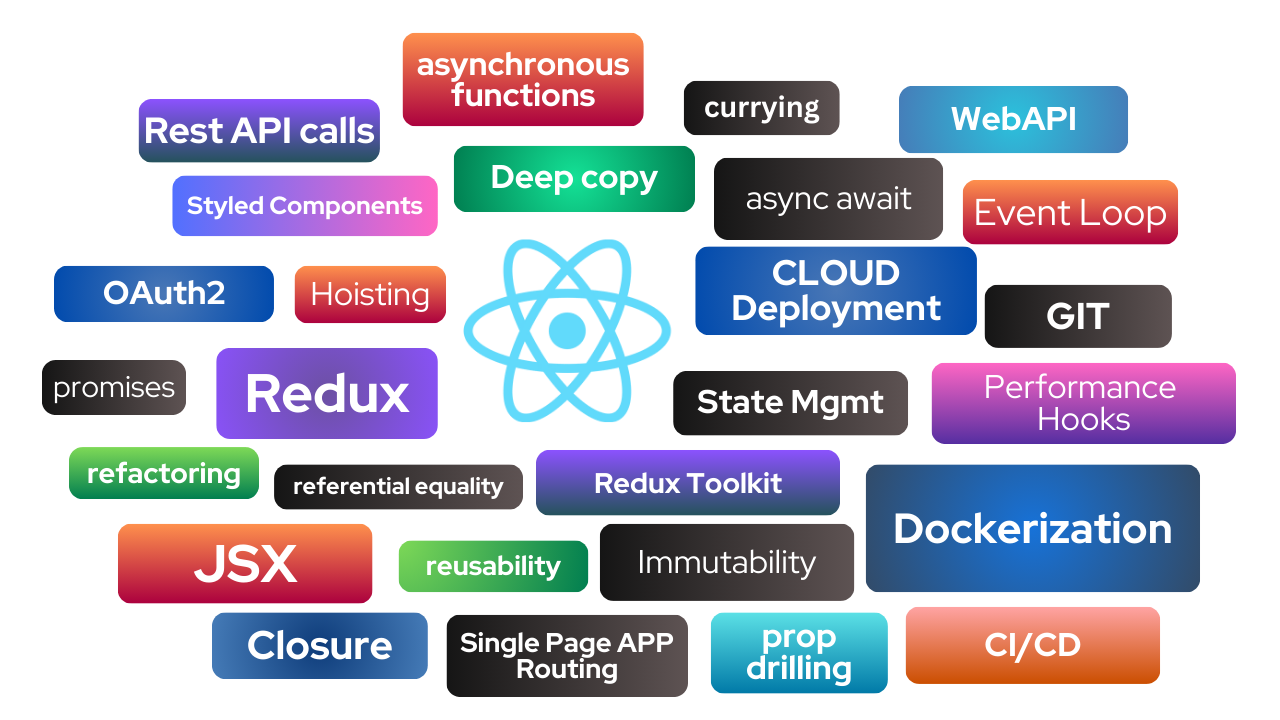 asynchronous
functions
currying
WebAPI
Rest API calls
Deep copy
async await
Styled Components
Event Loop
CLOUD
Deployment
OAuth2
Hoisting
GIT
promises
Redux
State Mgmt
Performance
Hooks
refactoring
referential equality
Redux Toolkit
Dockerization
JSX
reusability
Immutability
Closure
Single Page APP
Routing
prop
drilling
CI/CD